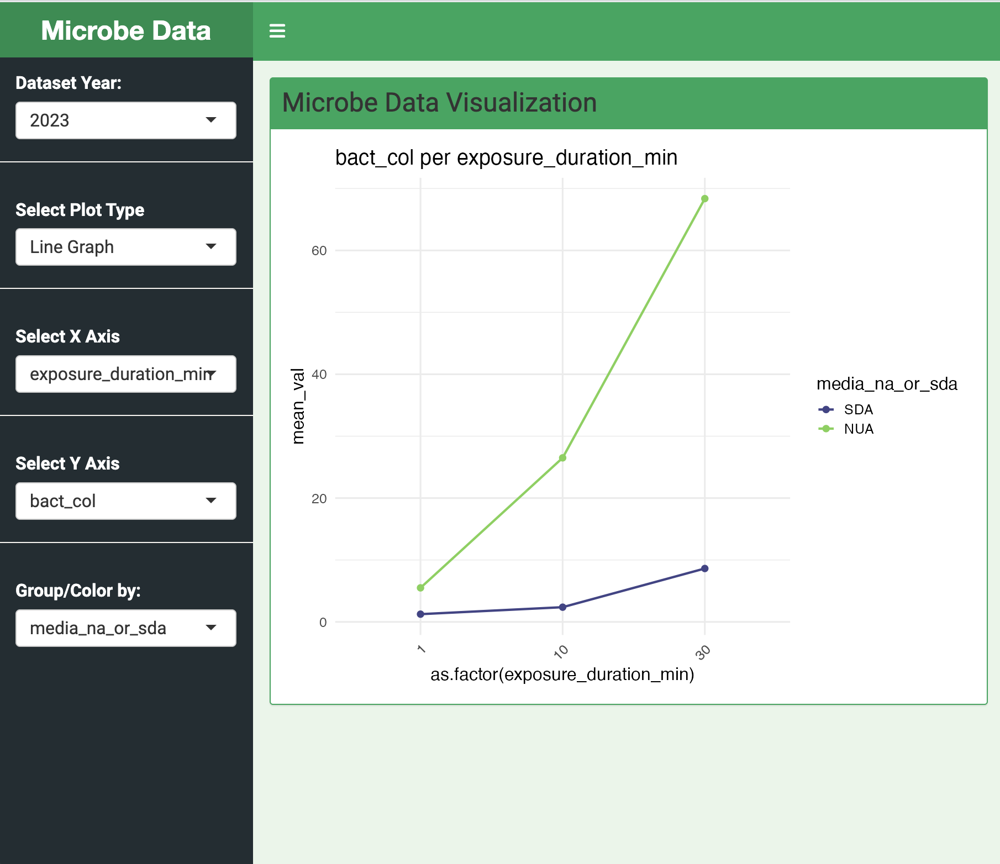 Microbe Data
Dataset Year:
2023
Select Plot Type
Line Graph
Select X Axis
exposure_duration_min
Select Y Axis
bact_col
Group/Color by:
media_na_or_sda
Microbe Data Visualization
bact_col per exposure_duration_min
60
40
20
0
mean_val
1
10
30
as.factor(exposure_duration_min)
media_na_or_sda
SDA
NUA